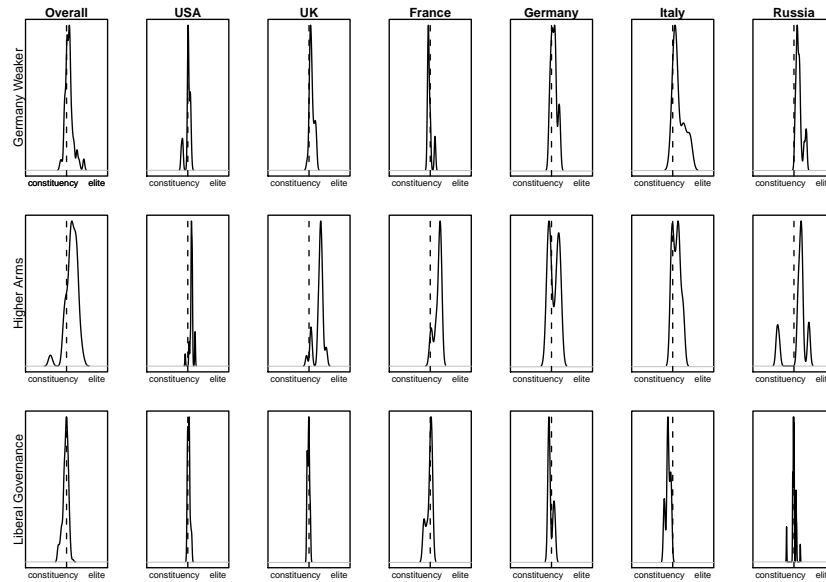 Overall USA UK France Germany Italy Russia
Germany Weaker
constituency elite constituency elite constituency elite constituency elite constituency elite constituency elite constituency elite
Higher Arms
constituency elite constituency elite constituency elite constituency elite constituency elite constituency elite constituency elite
Liberal Governance
constituency elite constituency elite constituency elite constituency elite constituency elite constituency elite constituency elite